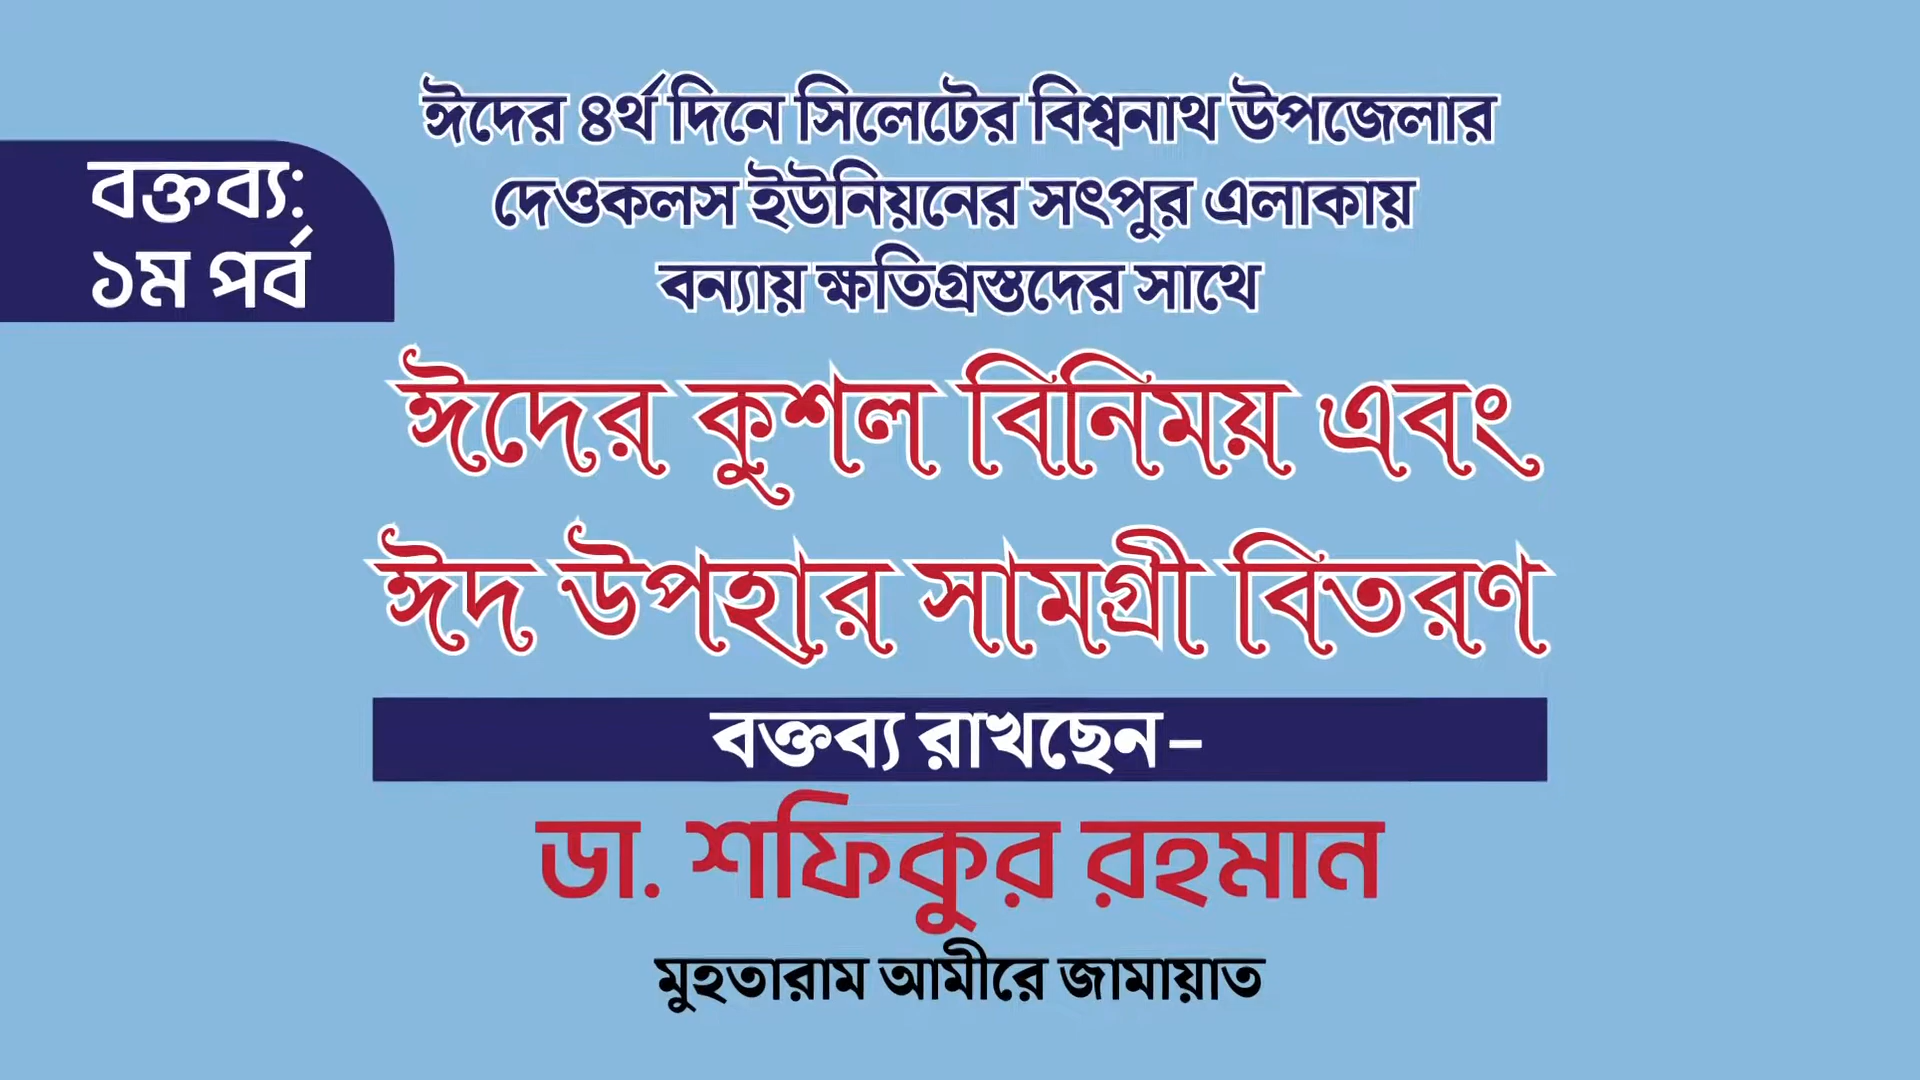 বক্তব্য:
১ম পর্ব
ঈদের ৪র্থ দিনে সিলেটের বিশ্বনাথ উপজেলার
দেওকলস ইউনিয়নের সৎপুর এলাকায়
বন্যায় ক্ষতিগ্রস্তদের সাথে
ঈদের কুশল বিনিময় এবং
ঈদ উপহার সামগ্রী বিতরণ
বক্তব্য রাখছেন–
ডা. শফিকুর রহমান
মুহতারাম আমীরে জামায়াত